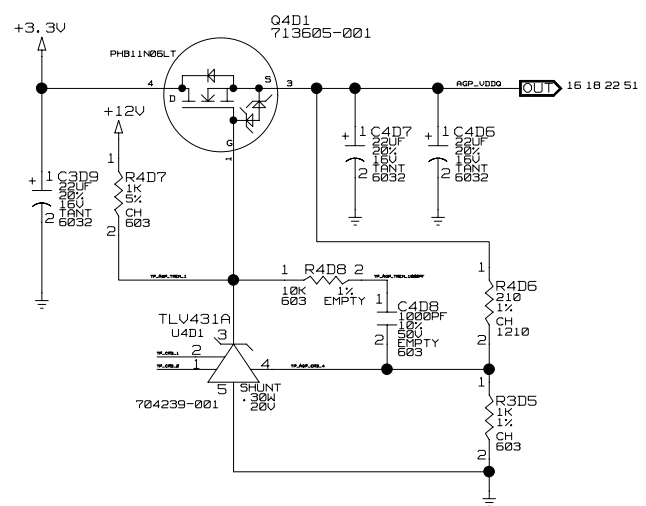 +3.3V
Q4D1
713605-001
PHB11N06LT
4
D
S
3
G
1
AGP_VDDQ
OUT
16 18 22 51
+12V
1
R4D7
1K
5%
CH
603
2
+ 1
C3D9
22UF
20%
16V
TANT
6032
2
+ 1
C4D7
22UF
20%
16V
TANT
6032
2
+ 1
C4D6
22UF
20%
16V
TANT
6032
2
1 R4D8 2
10K 1%
603 EMPTY
1
C4D8
1000PF
10%
50V
EMPTY
603
2
1
R4D6
210
1%
CH
1210
2
TLV431A
U4D1
3
2
1
4
5
SHUNT
.30W
20V
704239-001
1
R3D5
1K
1%
CH
603
2